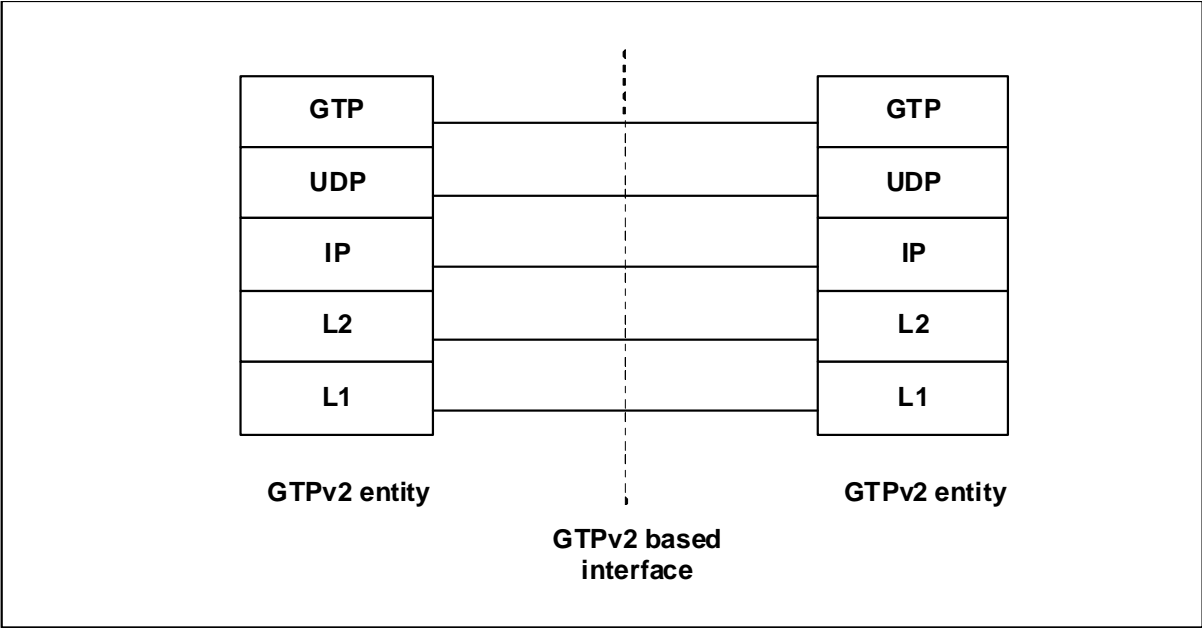 GTP
UDP
IP
L2
L1
GTPv2 entity
GTP
UDP
IP
L2
L1
GTPv2 entity
GTPv2 based
interface